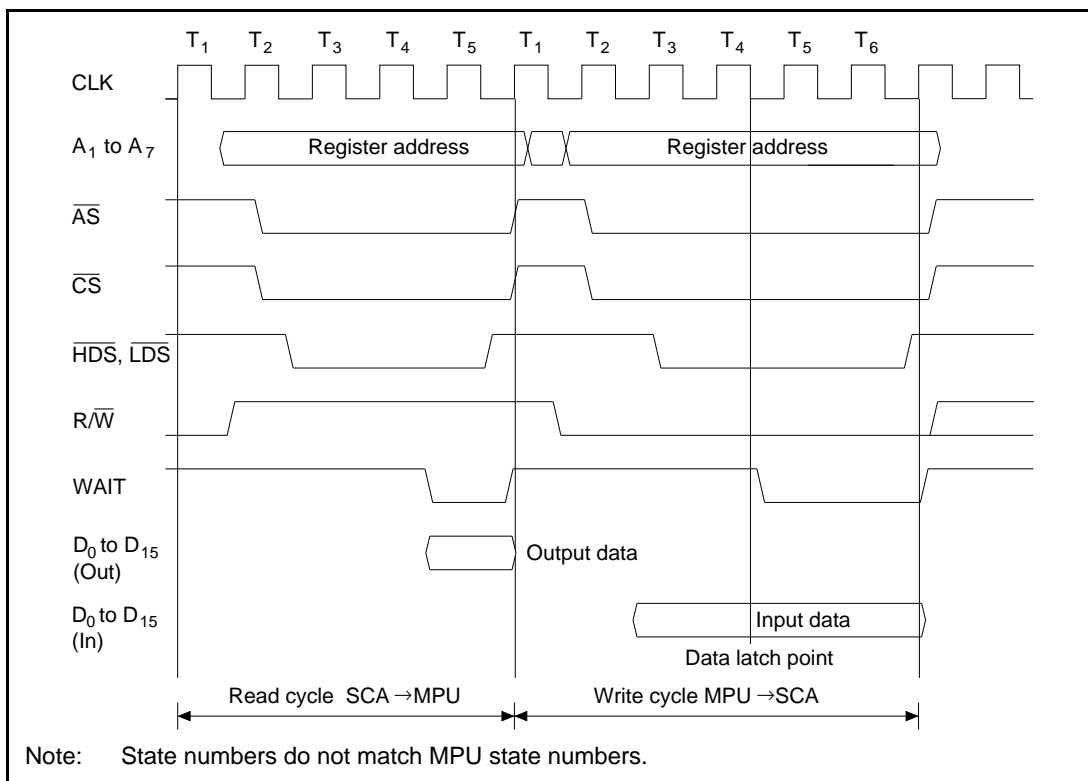 T1 T2 T3 T4 T5 T1 T2 T3 T4 T5 T6
CLK
A1 to A7 Register address Register address
AS
CS
HDS, LDS
R/W
WAIT
D0 to D15 (Out) Output data
D0 to D15 (In) Input data
Data latch point
Read cycle SCA →MPU Write cycle MPU →SCA
Note: State numbers do not match MPU state numbers.